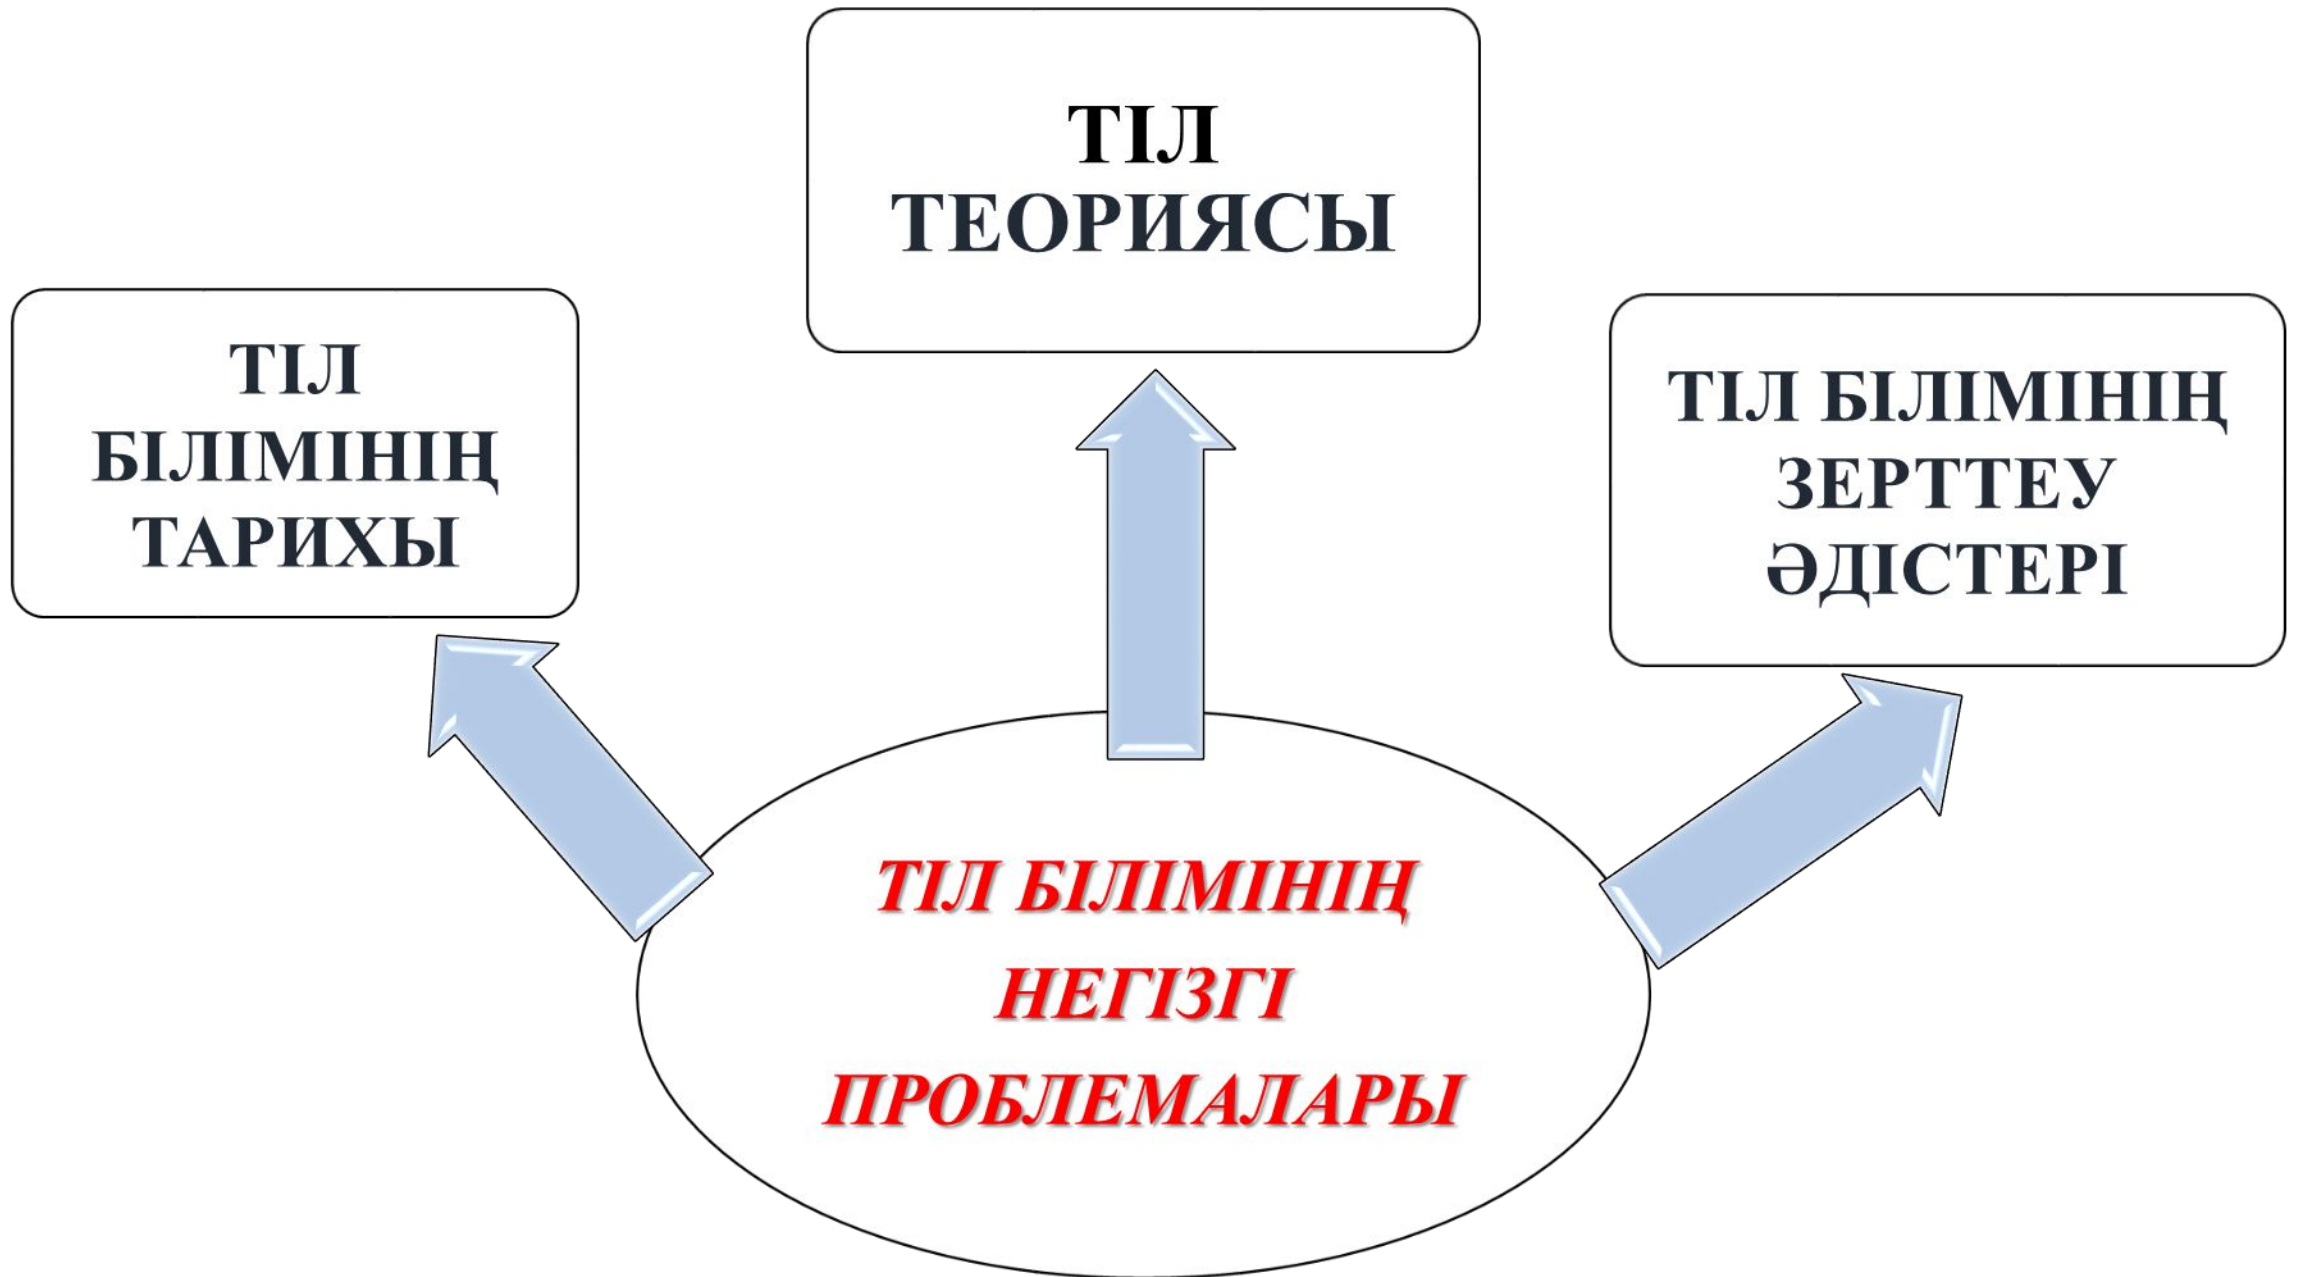 ТІЛ
ТЕОРИЯСЫ
ТІЛ
БІЛІМІНІҢ
ТАРИХЫ
ТІЛ БІЛІМІНІҢ
ЗЕРТТЕУ
ӘДІСТЕРІ
ТІЛ БІЛІМІНІҢ
НЕГІЗГІ
ПРОБЛЕМАЛАРЫ